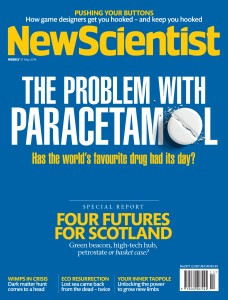 PUSHING YOUR BUTTONS
How game designers get you hooked – and keep you hooked
NewScientist
WEEKLY
THE PROBLEM WITH
PARACETAMOL
Has the world's favourite drug had its day?
SPECIAL REPORT
FOUR FUTURES
FOR SCOTLAND
Green beacon, high-tech hub,
petrostate or basket case?
WIMPS IN CRISIS
Dark matter hunt
comes to a head
ECO RESURRECTION
Lost sea came back
from the dead – twice
YOUR INNER TADPOLE
Unlocking the power
to grow new limbs